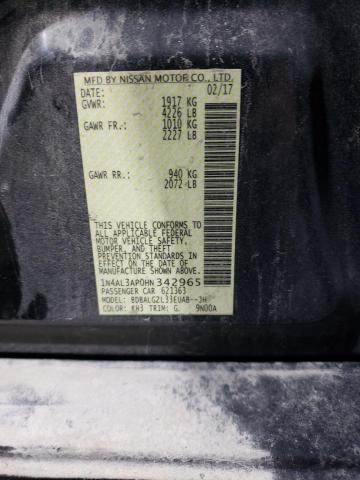 MFD BY NISSAN MOTOR CO., LTD.
DATE: 02/17
GVWR: 1917 KG
4226 LB
GAWR FR.: 1010 KG
2227 LB
GAWR RR.: 940 KG
2072 LB
THIS VEHICLE CONFORMS TO ALL
APPLICABLE FEDERAL
MOTOR VEHICLE SAFETY,
BUMPER, AND THEFT
PREVENTION STANDARDS
IN EFFECT ON THE DATE OF
MANUFACTURE SHOWN ABOVE.
1N4AL3AP0HN342965
PASSENGER CAR 621363
MODEL: BDBALG2L33EUAB--JH
COLOR: KH3 TRIM: G. 9N00A